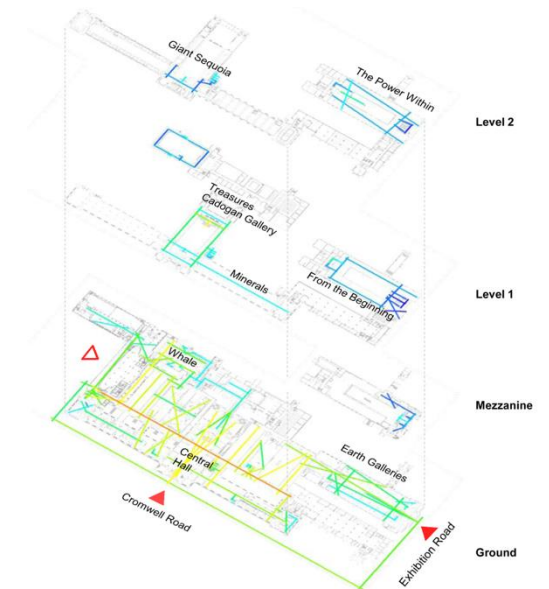 Giant Sequoia
The Power Within
Level 2
Treasures
Cadogan Gallery
Minerals
From the Beginning
Level 1
Whale
Mezzanine
Central
Hall
Earth Galleries
Cromwell Road
Exhibition Road
Ground